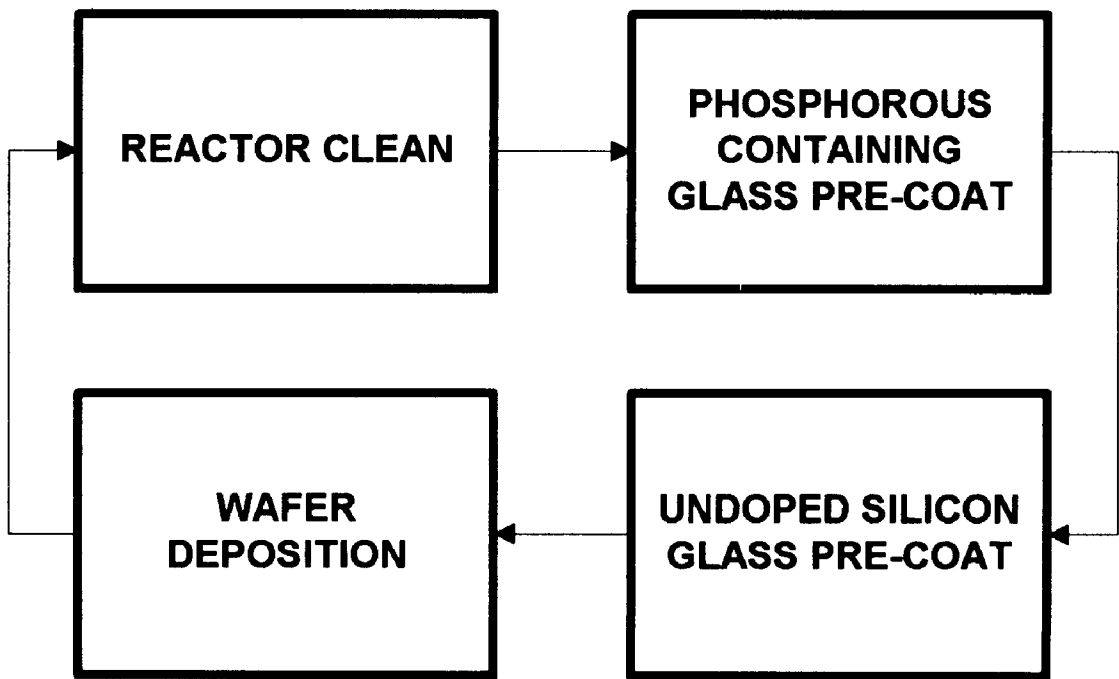 REACTOR CLEAN
PHOSPHOROUS
CONTAINING
GLASS PRE-COAT
WAFER
DEPOSITION
UNDOPED SILICON
GLASS PRE-COAT